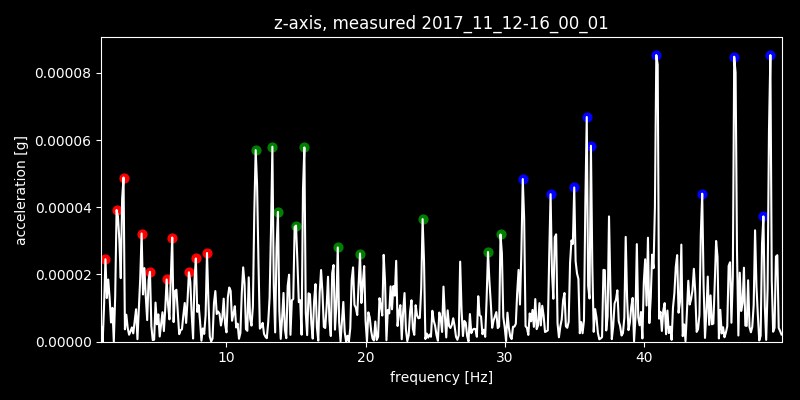 z-axis, measured 2017_11_12-16_00_01
0.00008
0.00006
0.00004
0.00002
0.00000
acceleration [g]
10 20 30 40
frequency [Hz]